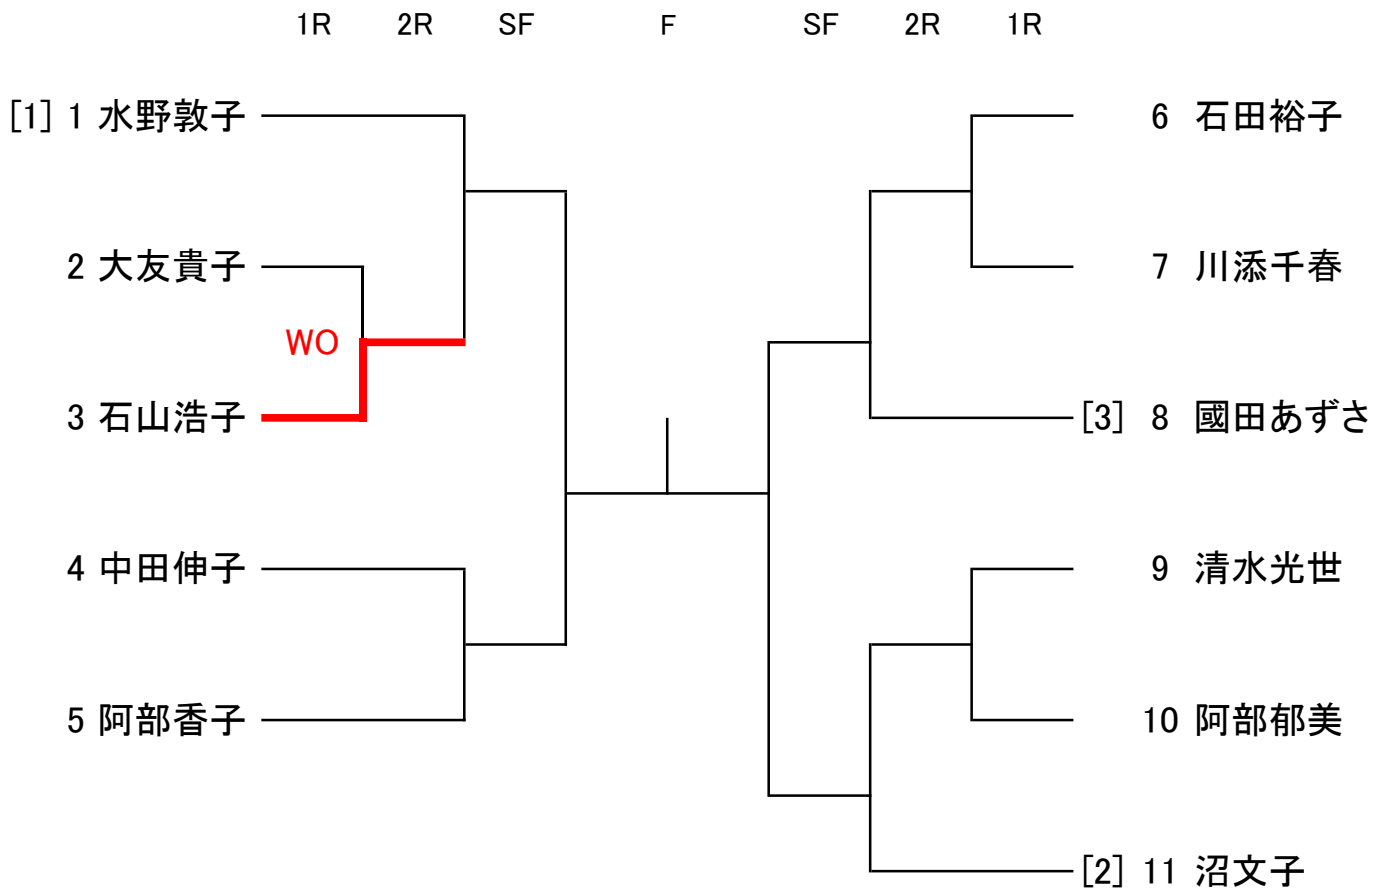 1R 2R SF F SF 2R 1R
[1] 1 水野敦子
6 石田裕子
2 大友貴子
7 川添千春
WO
3 石山浩子
[3] 8 國田あずさ
4 中田伸子
9 清水光世
5 阿部香子
10 阿部郁美
[2] 11 沼文子